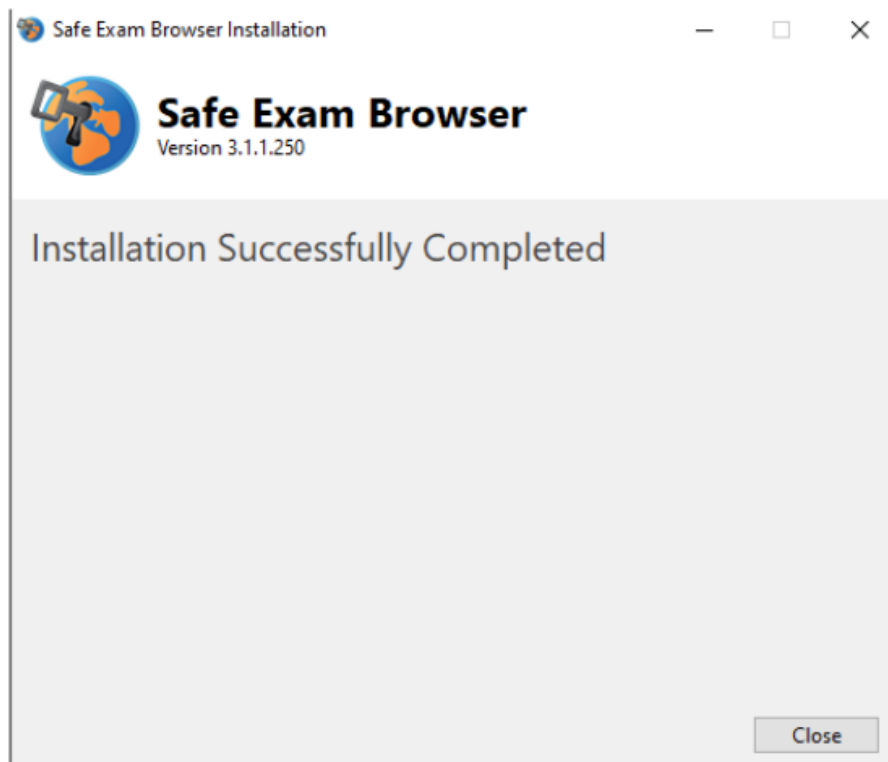 Safe Exam Browser Installation
Safe Exam Browser
Version 3.1.1.250
Installation Successfully Completed
Close